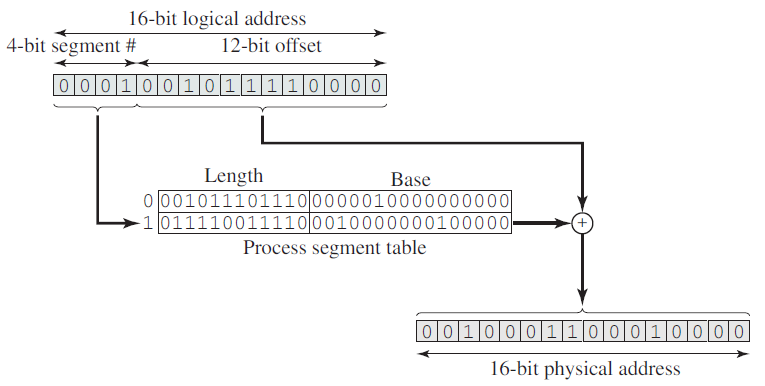 16-bit logical address
4-bit segment # 12-bit offset
0 0 0 1 0 0 1 0 1 1 1 1 0 0 0 0
Length Base
0 001011101110 0000010000000000
1 011110011110 0010000000100000 +
Process segment table
0 0 1 0 0 0 1 1 0 0 0 1 0 0 0 0
16-bit physical address